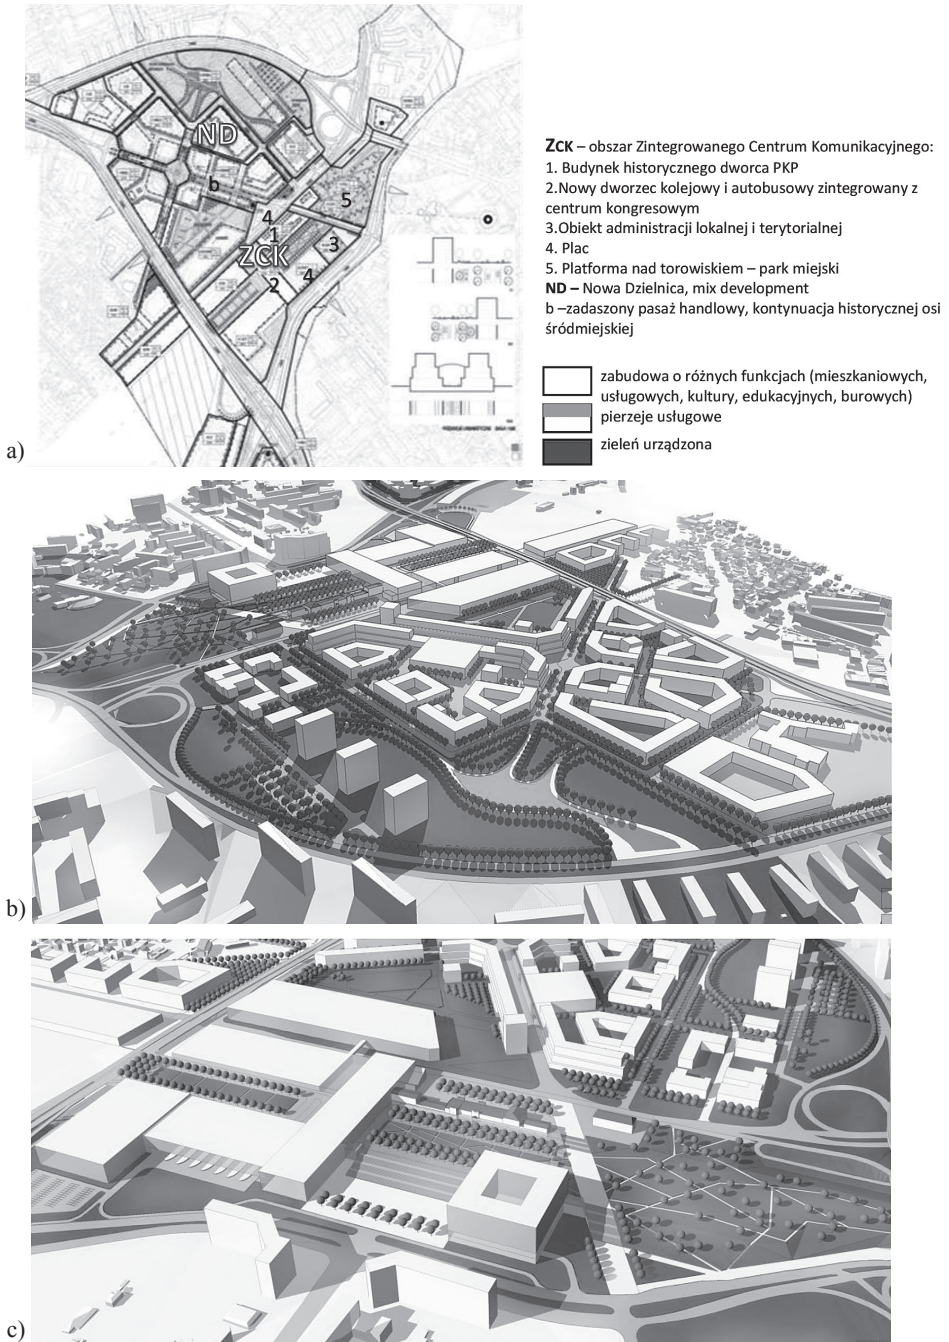 ND
b
5
4
1
3
ZCK
2
4
ZCK – obszar Zintegrowanego Centrum Komunikacyjnego:
1. Budynek historycznego dworca PKP
2.Nowy dworzec kolejowy i autobusowy zintegrowany z
centrum kongresowym
3.Obiekt administracji lokalnej i terytorialnej
4. Plac
5. Platforma nad torowiskiem – park miejski
ND – Nowa Dzielnica, mix development
b –zadaszony pasaż handlowy, kontynuacja historycznej osi
śródmiejskiej
zabudowa o różnych funkcjach (mieszkaniowych,
usługowych, kultury, edukacyjnych, burowych)
pierzeje usługowe
zieleń urządzona
a)
b)
c)